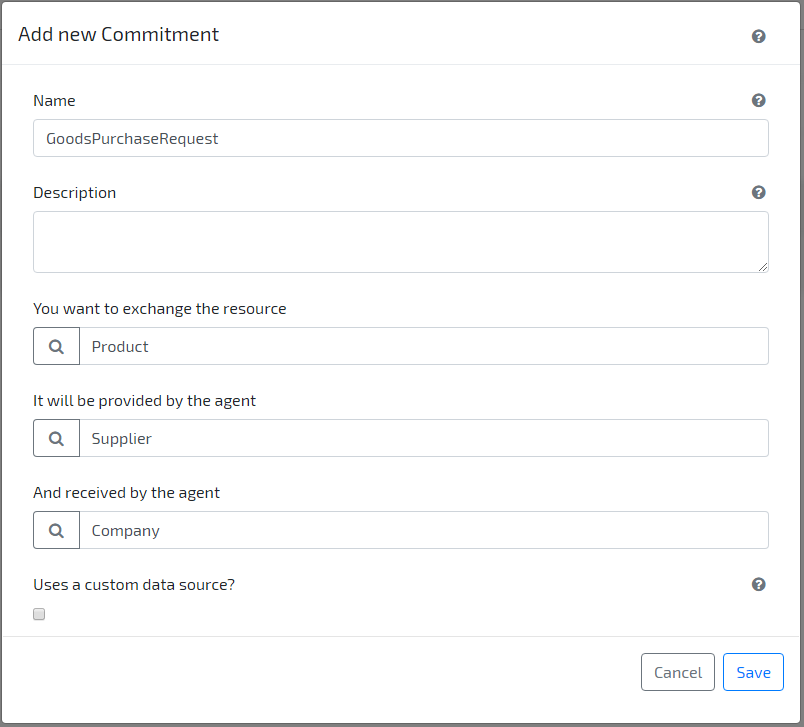 Add new Commitment
Name
GoodsPurchaseRequest
Description
You want to exchange the resource
Product
It will be provided by the agent
Supplier
And received by the agent
Company
Uses a custom data source?
Cancel Save